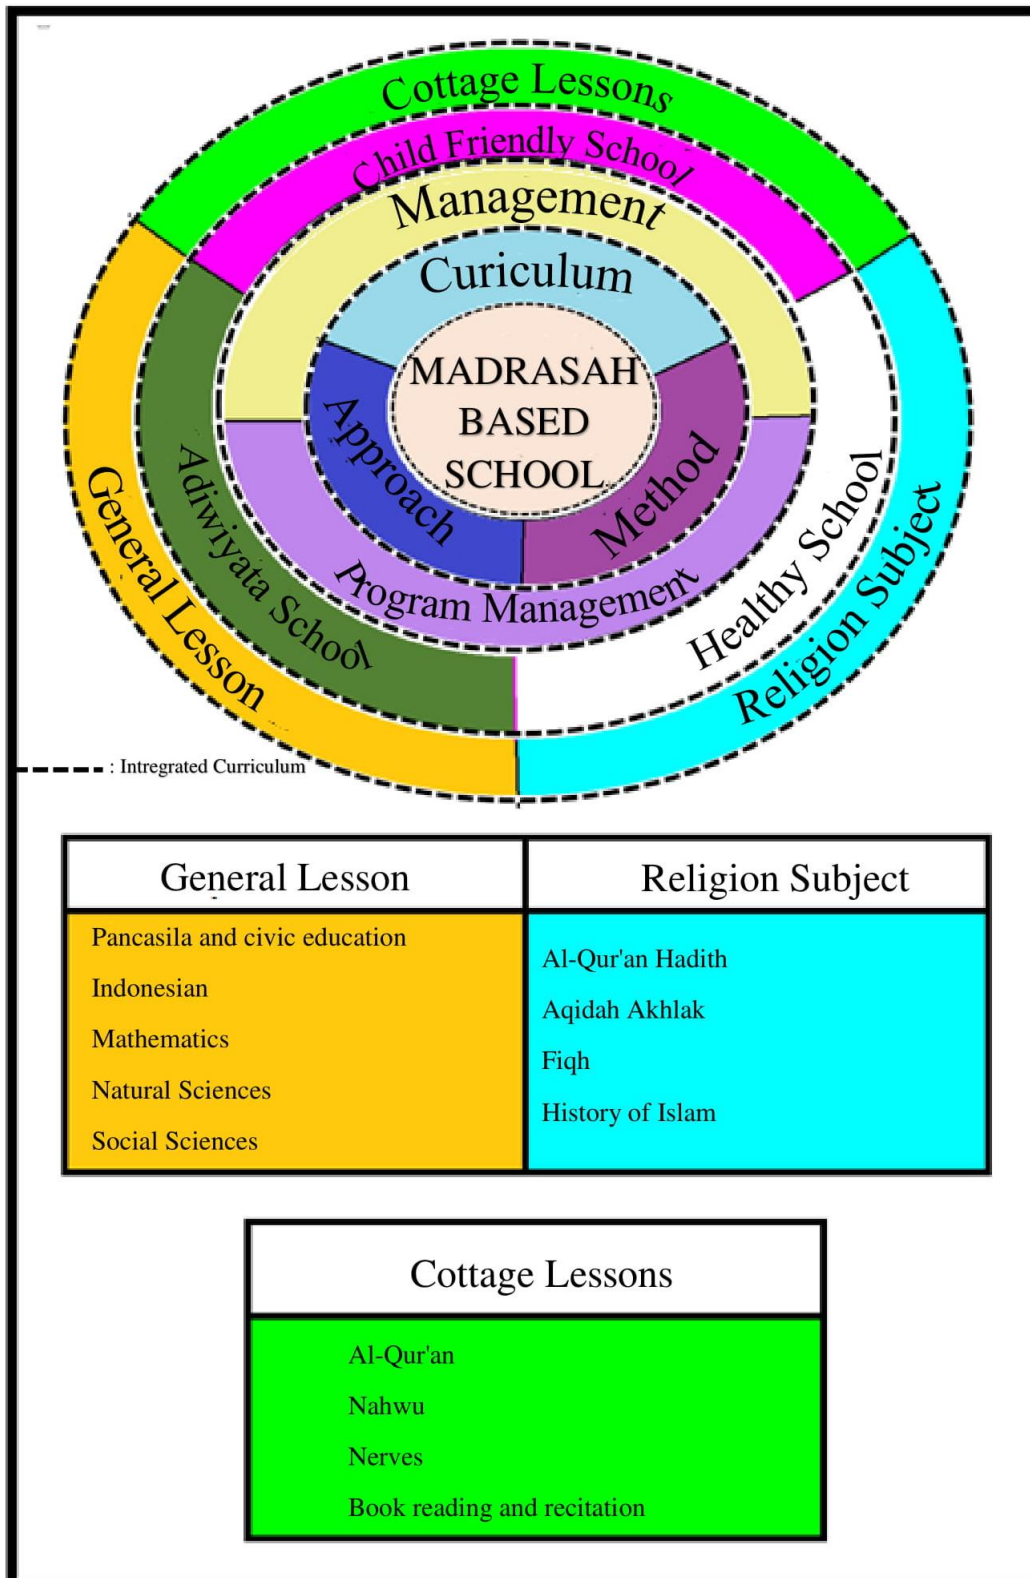 Cottage Lessons
Child Friendly School
Management
Curiculum
MADRASAH
BASED
SCHOOL
Approach
Method
Program Management
Adiwiyata School
Healthy School
General Lesson
Religion Subject
: Intregrated Curriculum
General Lesson
Religion Subject
Pancasila and civic education
Indonesian
Mathematics
Natural Sciences
Social Sciences
Al-Qur'an Hadith
Aqidah Akhlak
Fiqh
History of Islam
Cottage Lessons
Al-Qur'an
Nahwu
Nerves
Book reading and recitation